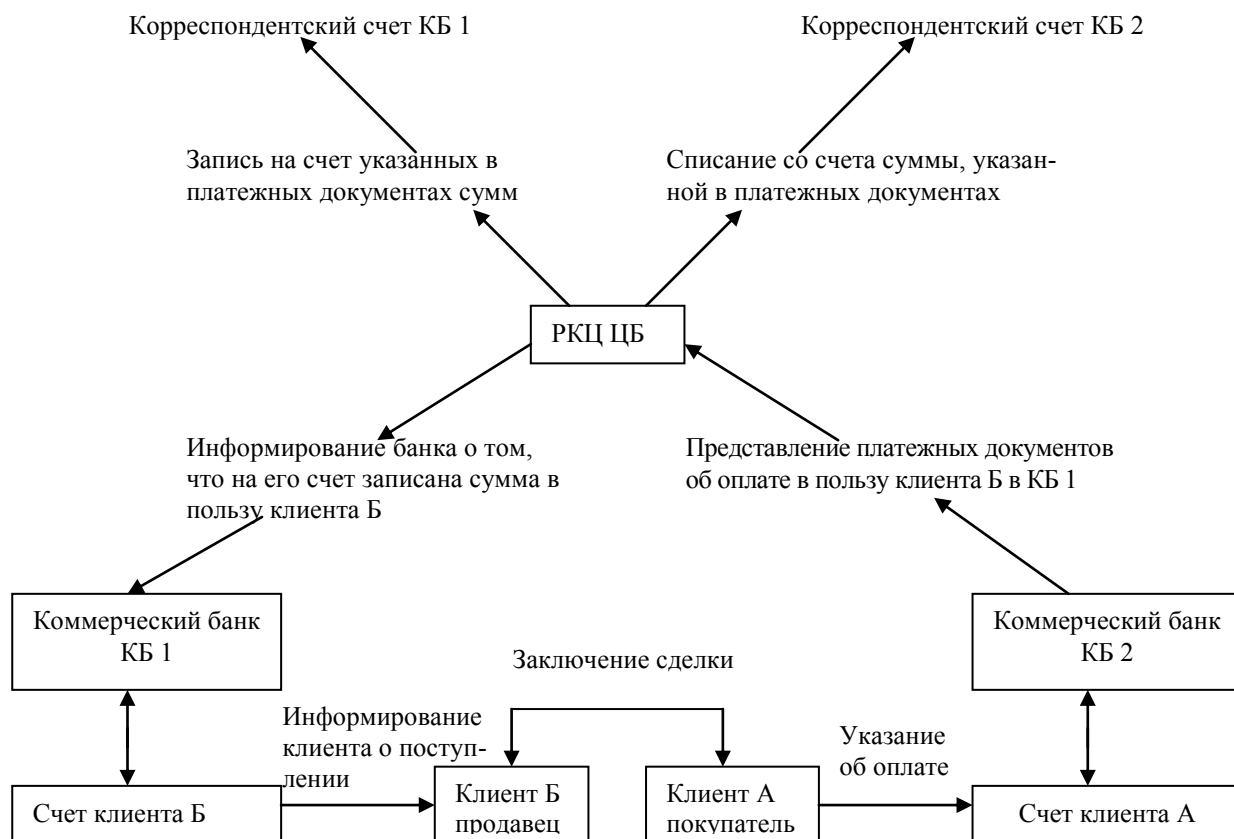 Корреспондентский счет КБ 1
Корреспондентский счет КБ 2
Запись на счет указанных в
платежных документах сумм
Списание со счета суммы, указан-
ной в платежных документах
РКЦ ЦБ
Информирование банка о том,
что на его счет записана сумма в
пользу клиента Б
Представление платежных документов
об оплате в пользу клиента Б в КБ 1
Коммерческий банк
КБ 1
Коммерческий банк
КБ 2
Заключение сделки
Информирование
клиента о поступ-
лении
Указание
об оплате
Счет клиента Б
Клиент Б
продавец
Клиент А
покупатель
Счет клиента А